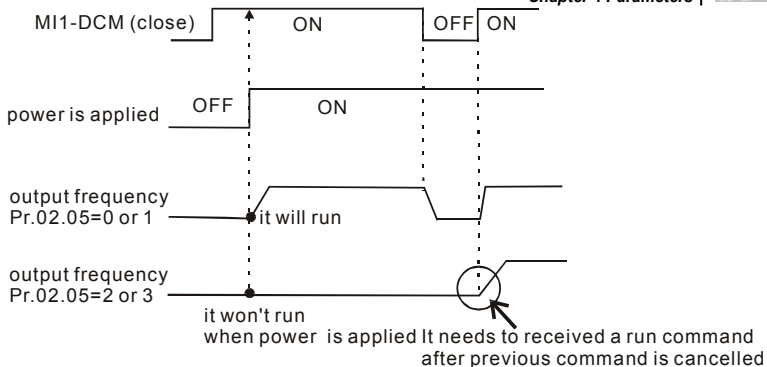 Chapter 4 Parameters |
MI1-DCM (close) ON OFF ON
power is applied OFF ON
output frequency
Pr.02.05=0 or 1 it will run
output frequency
Pr.02.05=2 or 3
it won't run
when power is applied It needs to received a run command
after previous command is cancelled